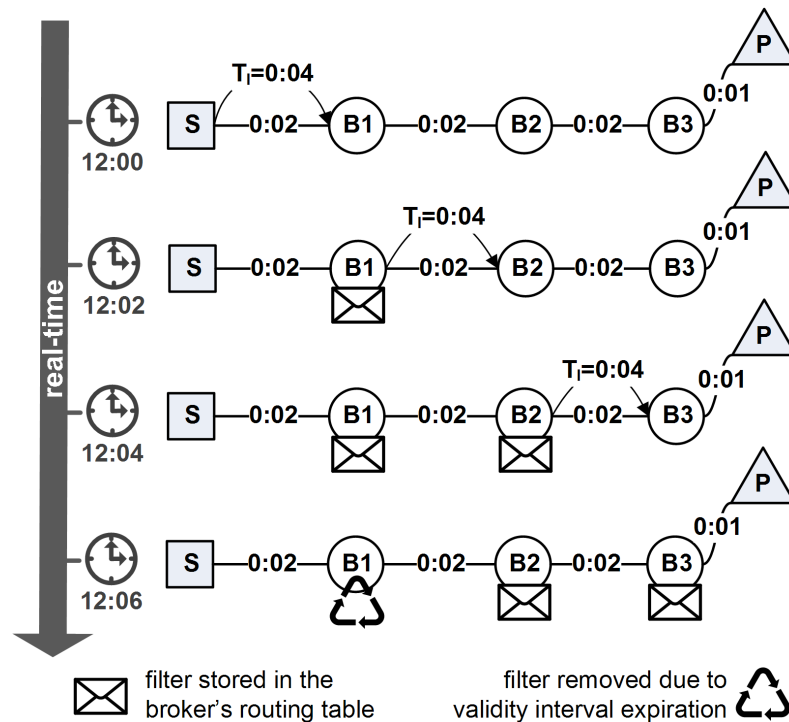 real-time
T_I=0:04
P
0:01
S
0:02
B1
0:02
B2
0:02
B3
12:00
P
T_I=0:04
0:01
S
0:02
B1
0:02
B2
0:02
B3
12:02
P
T_I=0:04
0:01
S
0:02
B1
0:02
B2
0:02
B3
12:04
P
0:01
S
0:02
B1
0:02
B2
0:02
B3
12:06
filter stored in the
broker's routing table
filter removed due to
validity interval expiration